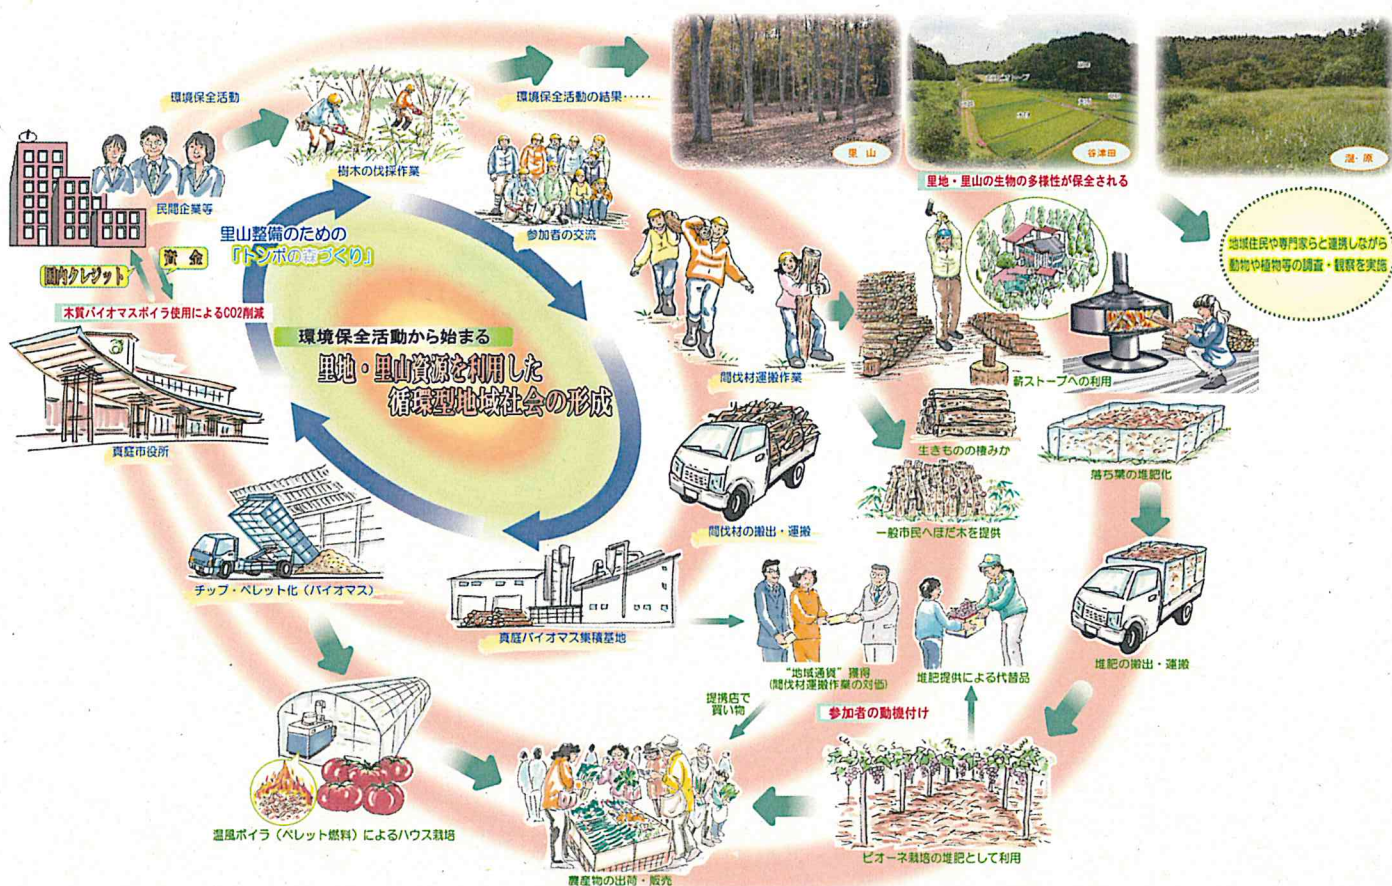 環境保全活動
民間企業等
樹木の伐採作業
環境保全活動の結果‥‥‥
参加者の交流
里山
谷津田
湿・原
里地・里山の生物の多様性が保全される
地域住民や専門家らと連携しながら
動物や植物等の調査・観察を実施
里山整備のための
「トンボの森づくり」
資金
国内クレジット
木質バイオマスボイラ使用によるCO2削減
環境保全活動から始まる
里地・里山資源を利用した
循環型地域社会の形成
真庭市役所
間伐材運搬作業
薪ストーブへの利用
生きものの棲みか
落ち葉の堆肥化
間伐材の搬出・運搬
一般市民へほだ木を提供
チップ・ペレット化（バイオマス）
真庭バイオマス集積基地
"地域通貨"獲得
(間伐材運搬作業の対価)
堆肥提供による代替品
堆肥の搬出・運搬
提携店で
買い物
参加者の動機付け
温風ボイラ（ペレット燃料）によるハウス栽培
農産物の出荷・販売
ピオーネ栽培の堆肥として利用